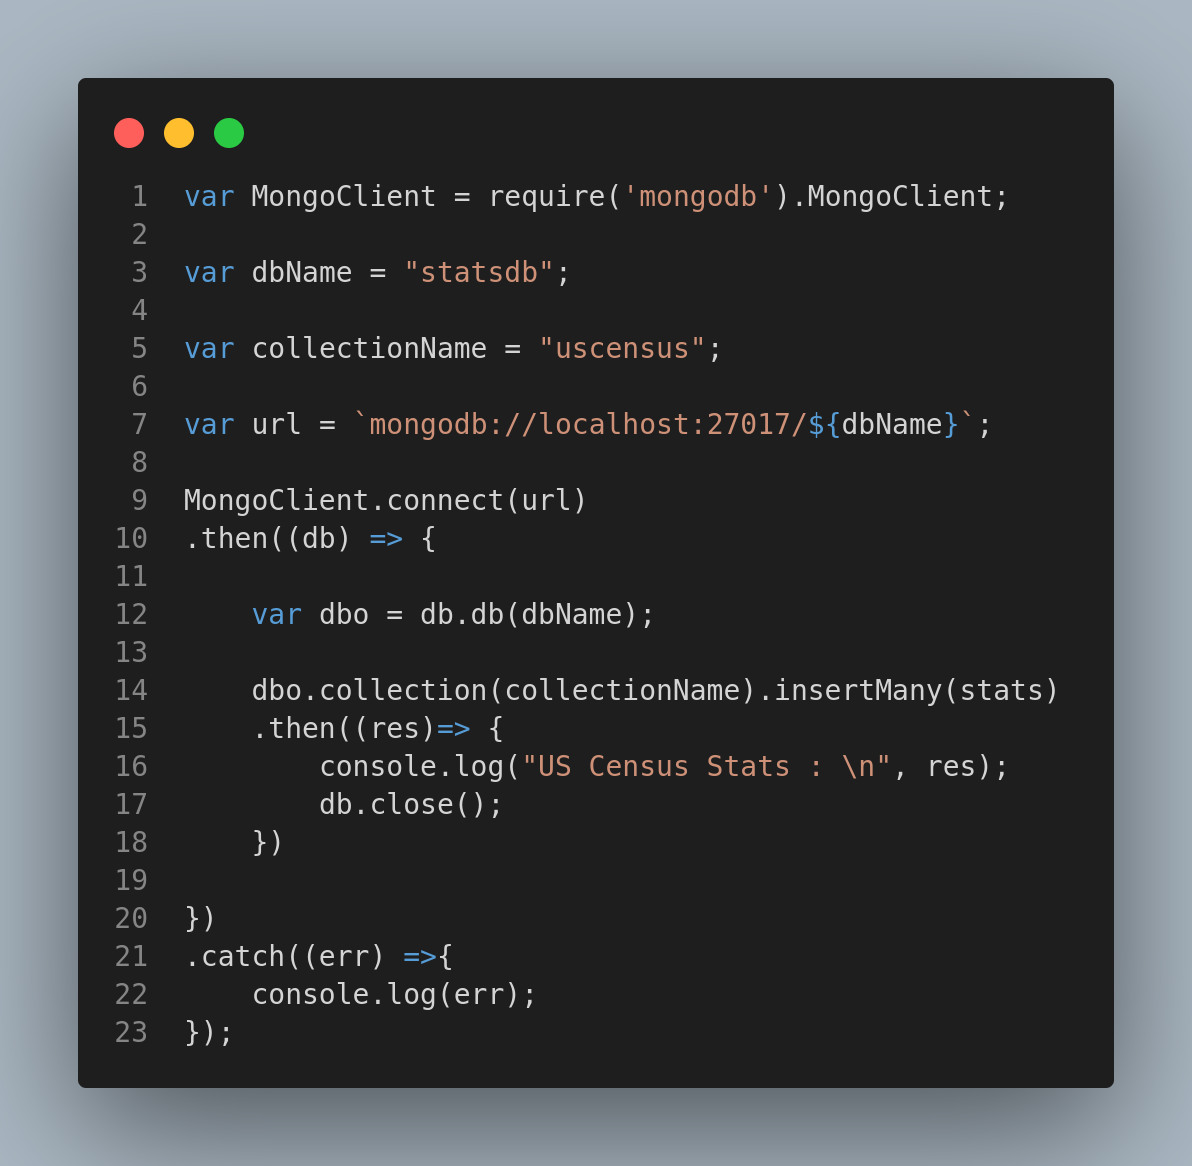 1 var MongoClient = require('mongodb').MongoClient;
2
3 var dbName = "statsdb";
4
5 var collectionName = "uscensus";
6
7 var url = `mongodb://localhost:27017/${dbName}`;
8
9 MongoClient.connect(url)
10 .then((db) => {
11
12     var dbo = db.db(dbName);
13
14     dbo.collection(collectionName).insertMany(stats)
15     .then((res)=> {
16         console.log("US Census Stats : \n", res);
17         db.close();
18     })
19
20 })
21 .catch((err) =>{
22     console.log(err);
23 });